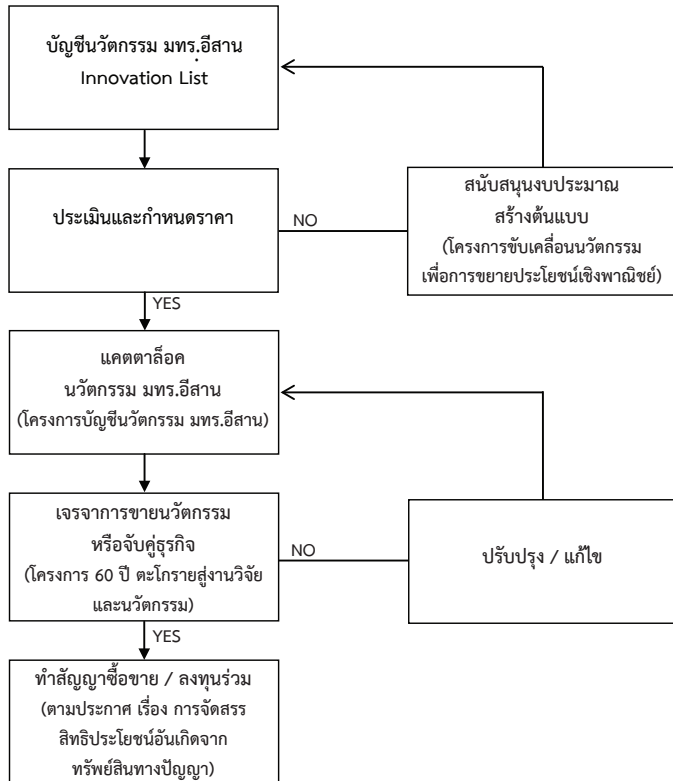 บัญชีนวัตกรรม มทร.อีสาน
Innovation List
ประเมินและกำหนดราคา
NO
สนับสนุนงบประมาณ
สร้างต้นแบบ
(โครงการขับเคลื่อนนวัตกรรม
เพื่อการขยายประโยชน์เชิงพาณิชย์)
YES
แคตตาล็อค
นวัตกรรม มทร.อีสาน
(โครงการบัญชีนวัตกรรม มทร.อีสาน)
เจรจาการขายนวัตกรรม
หรือจับคู่ธุรกิจ
(โครงการ 60 ปี ตะโกรายสู่งานวิจัย
และนวัตกรรม)
NO
ปรับปรุง / แก้ไข
YES
ทำสัญญาซื้อขาย / ลงทุนร่วม
(ตามประกาศ เรื่อง การจัดสรร
สิทธิประโยชน์อันเกิดจาก
ทรัพย์สินทางปัญญา)